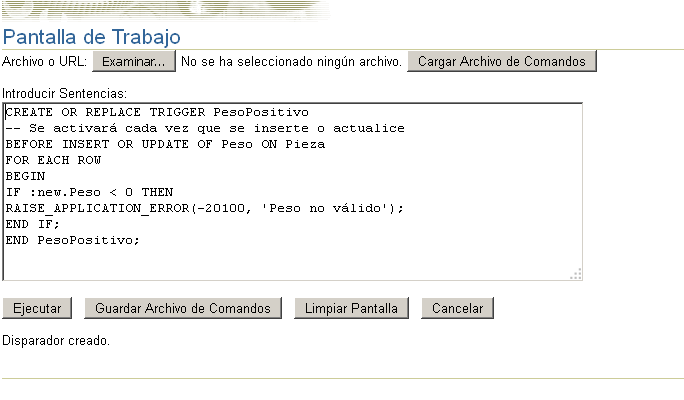 Pantalla de Trabajo
Archivo o URL: Examinar... No se ha seleccionado ningún archivo. Cargar Archivo de Comandos
Introducir Sentencias:
CREATE OR REPLACE TRIGGER PesoPositivo
-- Se activará cada vez que se inserte o actualice
BEFORE INSERT OR UPDATE OF Peso ON Pieza
FOR EACH ROW
BEGIN
IF :new.Peso < 0 THEN
RAISE_APPLICATION_ERROR(-20100, 'Peso no válido');
END IF;
END PesoPositivo;
Ejecutar Guardar Archivo de Comandos Limpiar Pantalla Cancelar
Disparador creado.